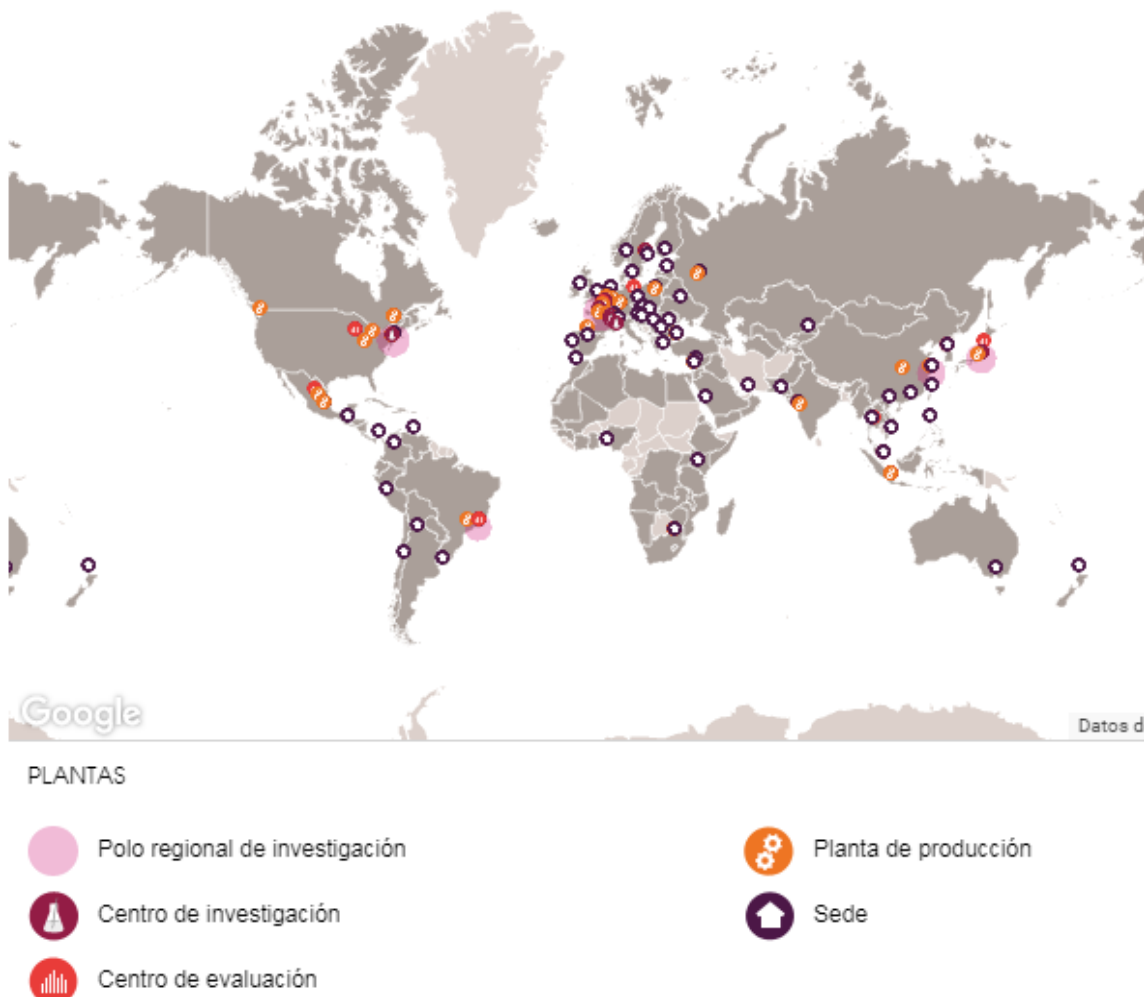 Google
Datos d
PLANTAS
Polo regional de investigación
Planta de producción
Centro de investigación
Sede
Centro de evaluación